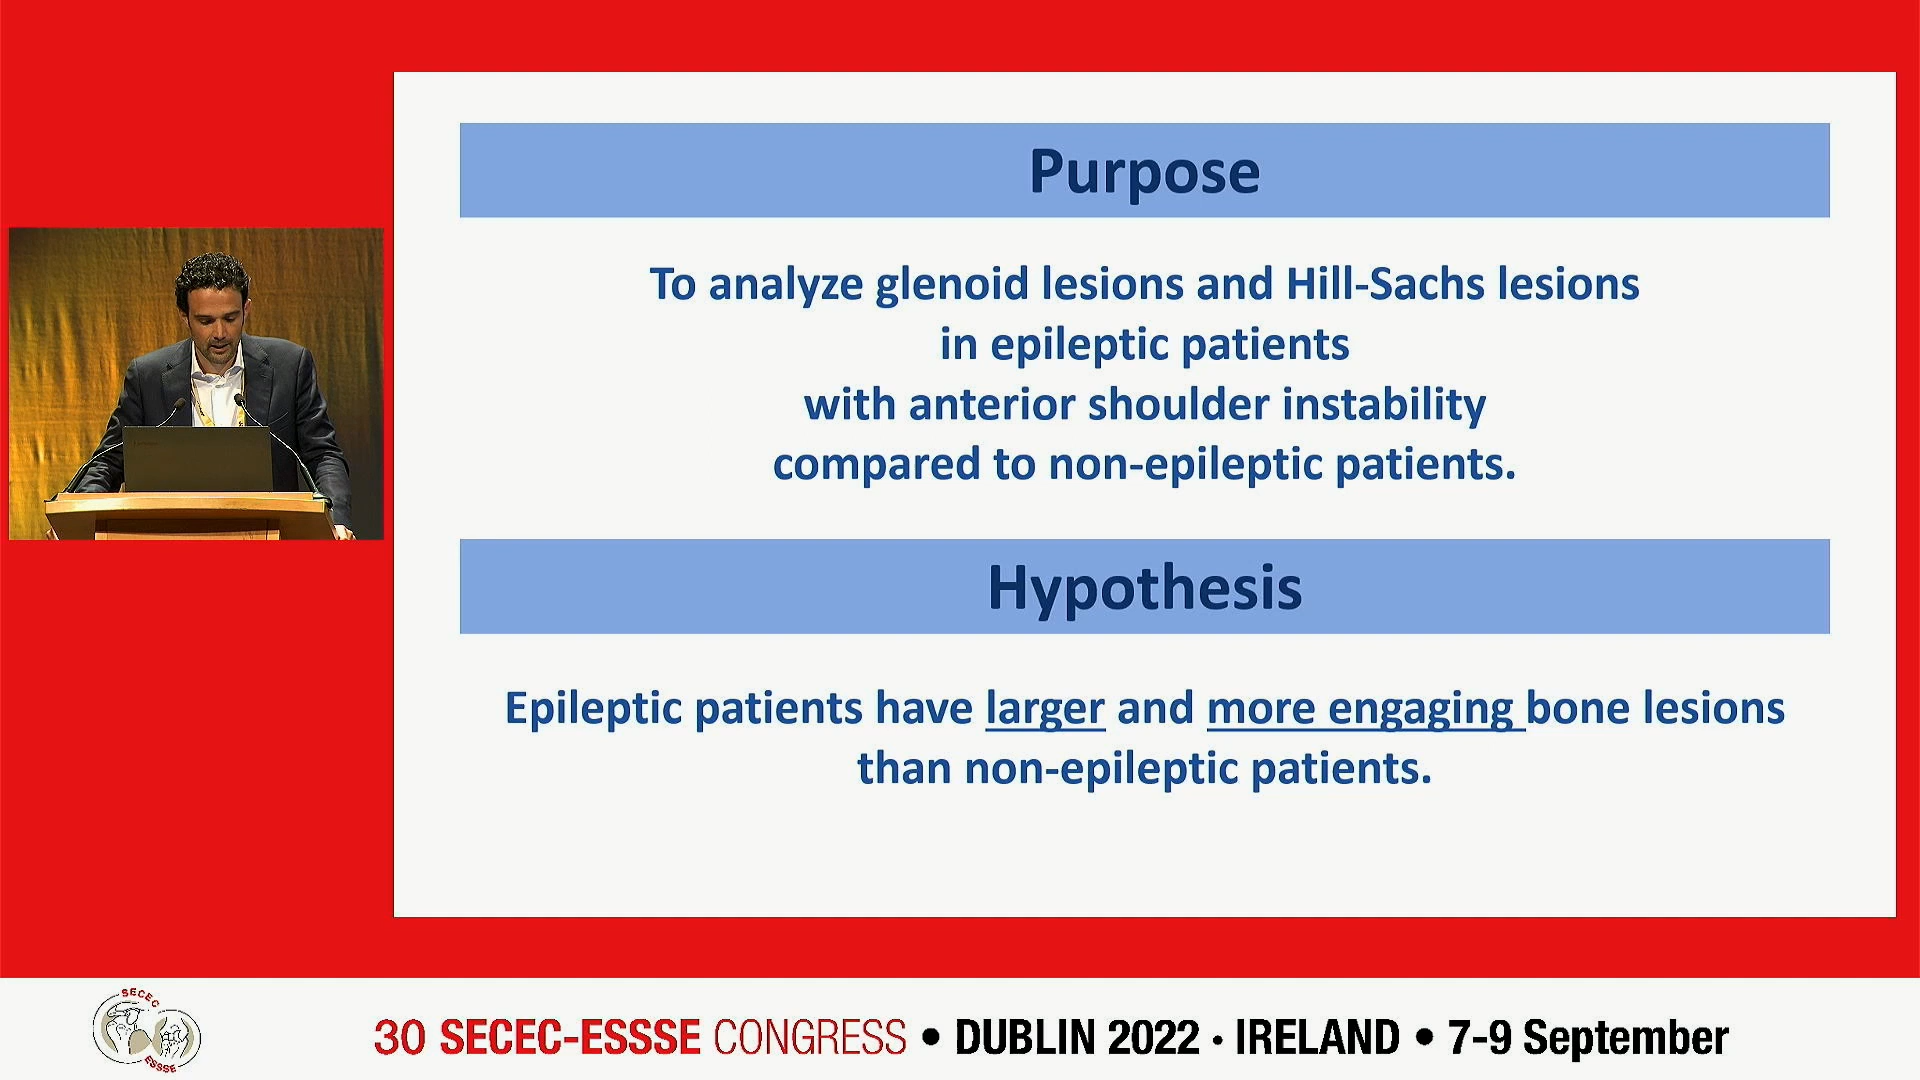 Purpose
To analyze glenoid lesions and Hill-Sachs lesions
in epileptic patients
with anterior shoulder instability
compared to non-epileptic patients.
Hypothesis
Epileptic patients have larger and more engaging bone lesions
than non-epileptic patients.
SECEC
ESSSE
30 SECEC-ESSSE CONGRESS • DUBLIN 2022 • IRELAND • 7-9 September